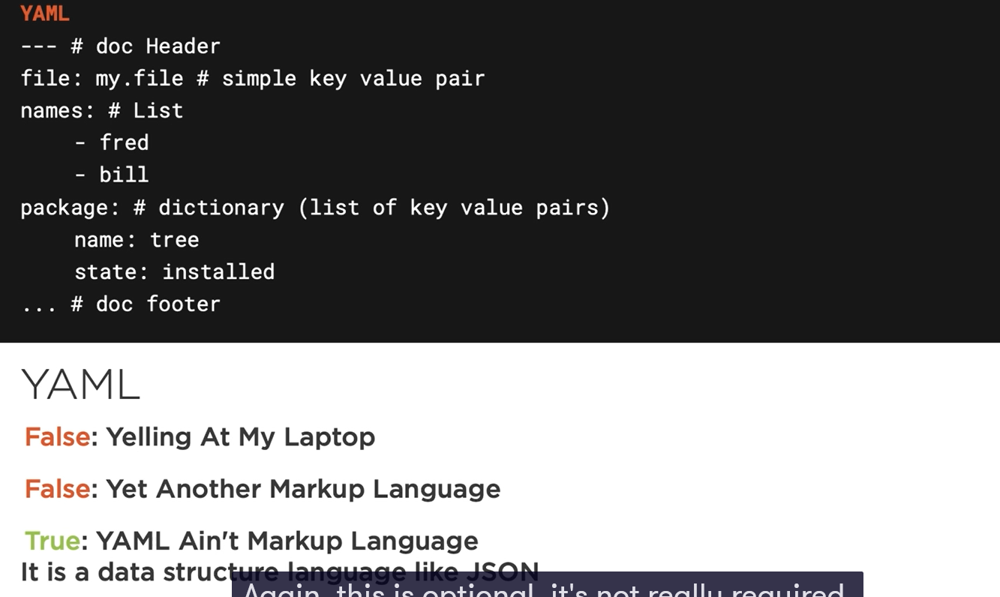 YAML
--- # doc Header
file: my.file # simple key value pair
names: # List
- fred
- bill
package: # dictionary (list of key value pairs)
name: tree
state: installed
... # doc footer
YAML
False: Yelling At My Laptop
False: Yet Another Markup Language
True: YAML Ain't Markup Language
It is a data structure language like JSON
Again, this is optional, it's not really required